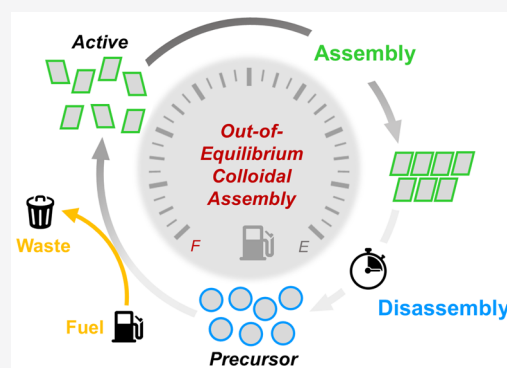 Active
Assembly
Out-of-
Equilibrium
Colloidal
Assembly
F
E
Waste
Fuel
Disassembly
Precursor